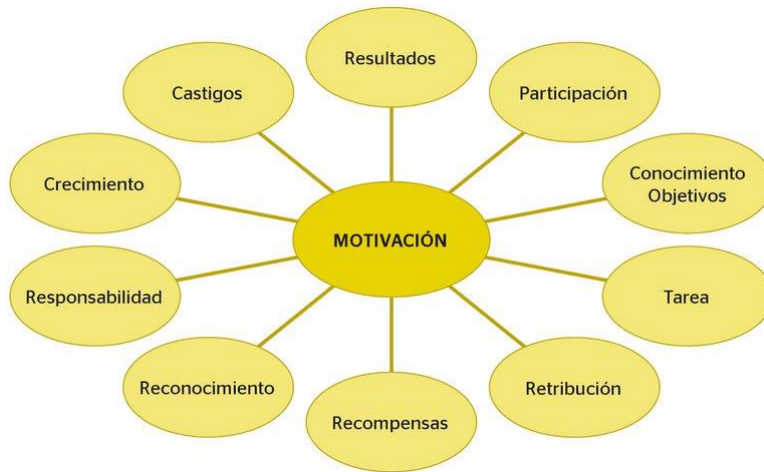 Resultados
Castigos
Participación
Crecimiento
Conocimiento
Objetivos
MOTIVACIÓN
Responsabilidad
Tarea
Reconocimiento
Retribución
Recompensas